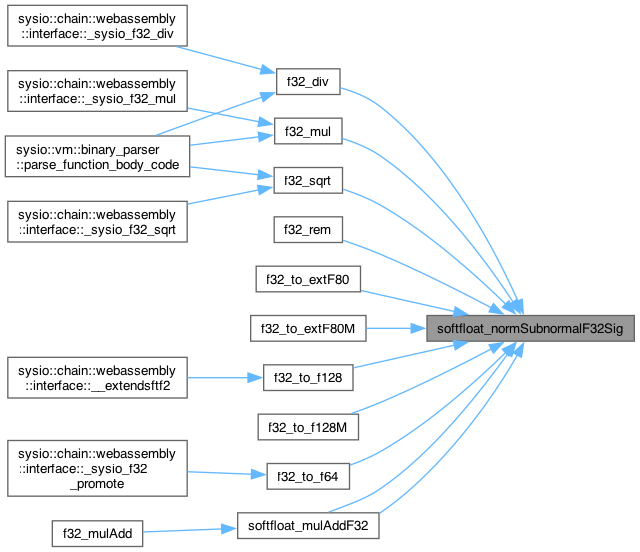 sysio::chain::webassembly
::interface::_sysio_f32_div
sysio::chain::webassembly
::interface::_sysio_f32_mul
sysio::vm::binary_parser
::parse_function_body_code
sysio::chain::webassembly
::interface::_sysio_f32_sqrt
sysio::chain::webassembly
::interface::__extendsftf2
sysio::chain::webassembly
::interface::_sysio_f32
_promote
f32_mulAdd
f32_div
f32_mul
f32_sqrt
f32_rem
f32_to_extF80
f32_to_extF80M
f32_to_f128
f32_to_f128M
f32_to_f64
softfloat_mulAddF32
softfloat_normSubnormalF32Sig